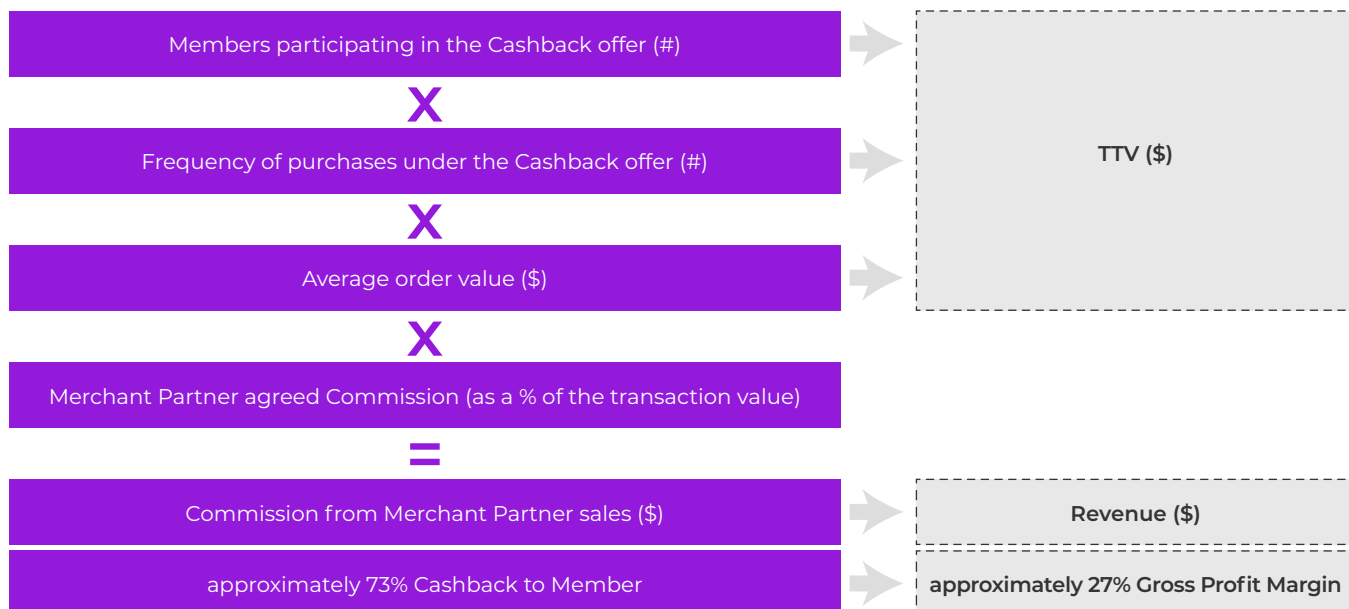 Members participating in the Cashback offer (#)
X
Frequency of purchases under the Cashback offer (#)
TTV ($)
X
Average order value ($)
X
Merchant Partner agreed Commission (as a % of the transaction value)
=
Commission from Merchant Partner sales ($)
Revenue ($)
approximately 73% Cashback to Member
approximately 27% Gross Profit Margin